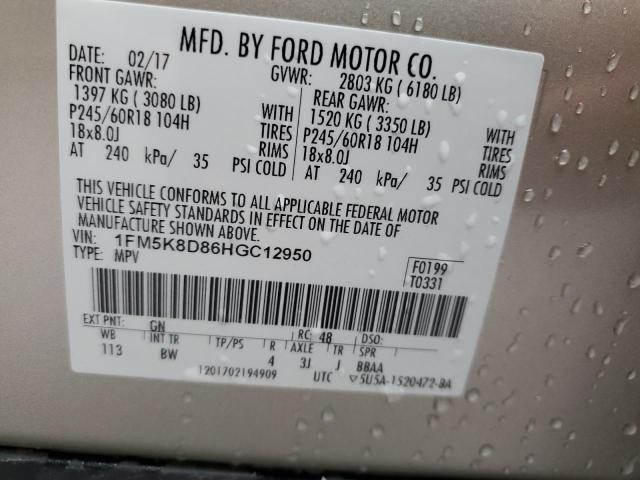 MFD. BY FORD MOTOR CO.
DATE: 02/17 GVWR: 2803 KG ( 6180 LB)
FRONT GAWR: REAR GAWR:
1397 KG ( 3080 LB) WITH 1520 KG ( 3350 LB) WITH
P245/60R18 104H TIRES P245/60R18 104H TIRES
18x8.0J RIMS 18x8.0J RIMS
AT 240 kPa/ 35 PSI COLD AT 240 kPa/ 35 PSI COLD
THIS VEHICLE CONFORMS TO ALL APPLICABLE FEDERAL MOTOR
VEHICLE SAFETY STANDARDS IN EFFECT ON THE DATE OF
MANUFACTURE SHOWN ABOVE.
VIN: 1FM5K8D86HGC12950
TYPE: MPV
F0199
T0331
EXT PNT: GN RC: 48 DSO:
WB INT TR TP/PS R AXLE TR SPR
113 BW 4 3J J BBAA
1201702194909 UTC ▽5U5A-1520472-BA